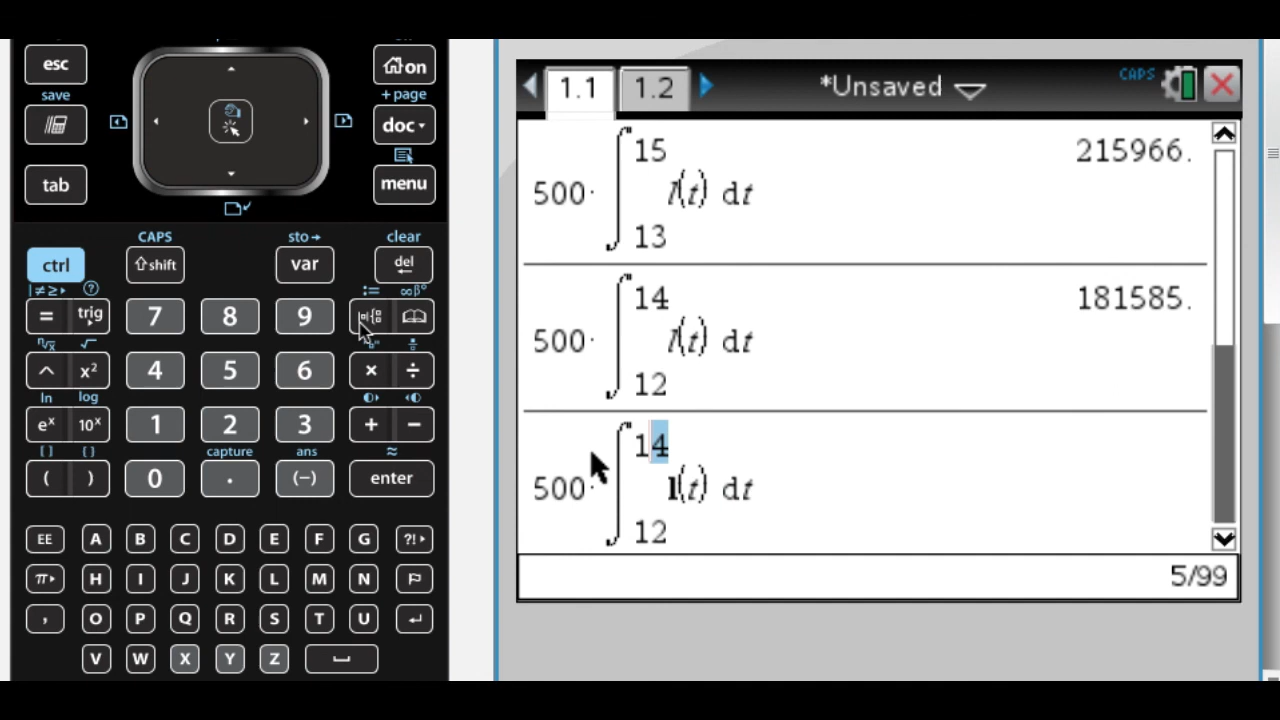 esc
save
tab
on
+ page
doc
menu
CAPS
sto→
clear
ctrl
⇧shift
var
del
|≠≥▸ ?
:= ∞β°
= trig 7 8 9
ⁿ√x √
^ x² 4 5 6 × ÷
ln log
eˣ 10ˣ 1 2 3 + −
[ ] { }
capture
ans
≈
( ) 0 . (−) enter
EE A B C D E F G ?!▸
π▸ H I J K L M N
, O P Q R S T U ↵
V W X Y Z
1.1 1.2 *Unsaved CAPS
15
500· ∫ l(t) dt 215966.
13
14
500· ∫ l(t) dt 181585.
12
14
500· ∫ l(t) dt
12
5/99